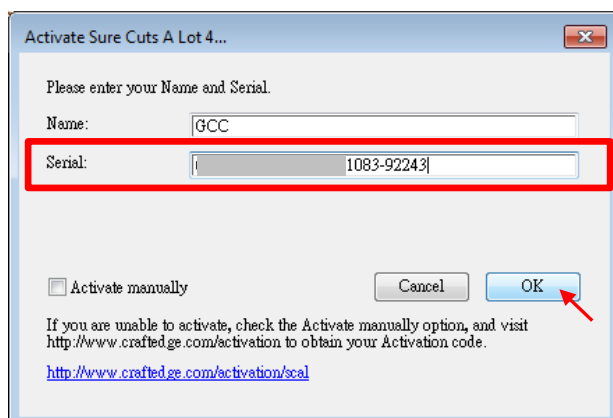 Activate Sure Cuts A Lot 4...
Please enter your Name and Serial.
Name: GCC
Serial: 1083-92243
Activate manually
Cancel OK
If you are unable to activate, check the Activate manually option, and visit
http://www.craftedge.com/activation to obtain your Activation code.
http://www.craftedge.com/activation/scal